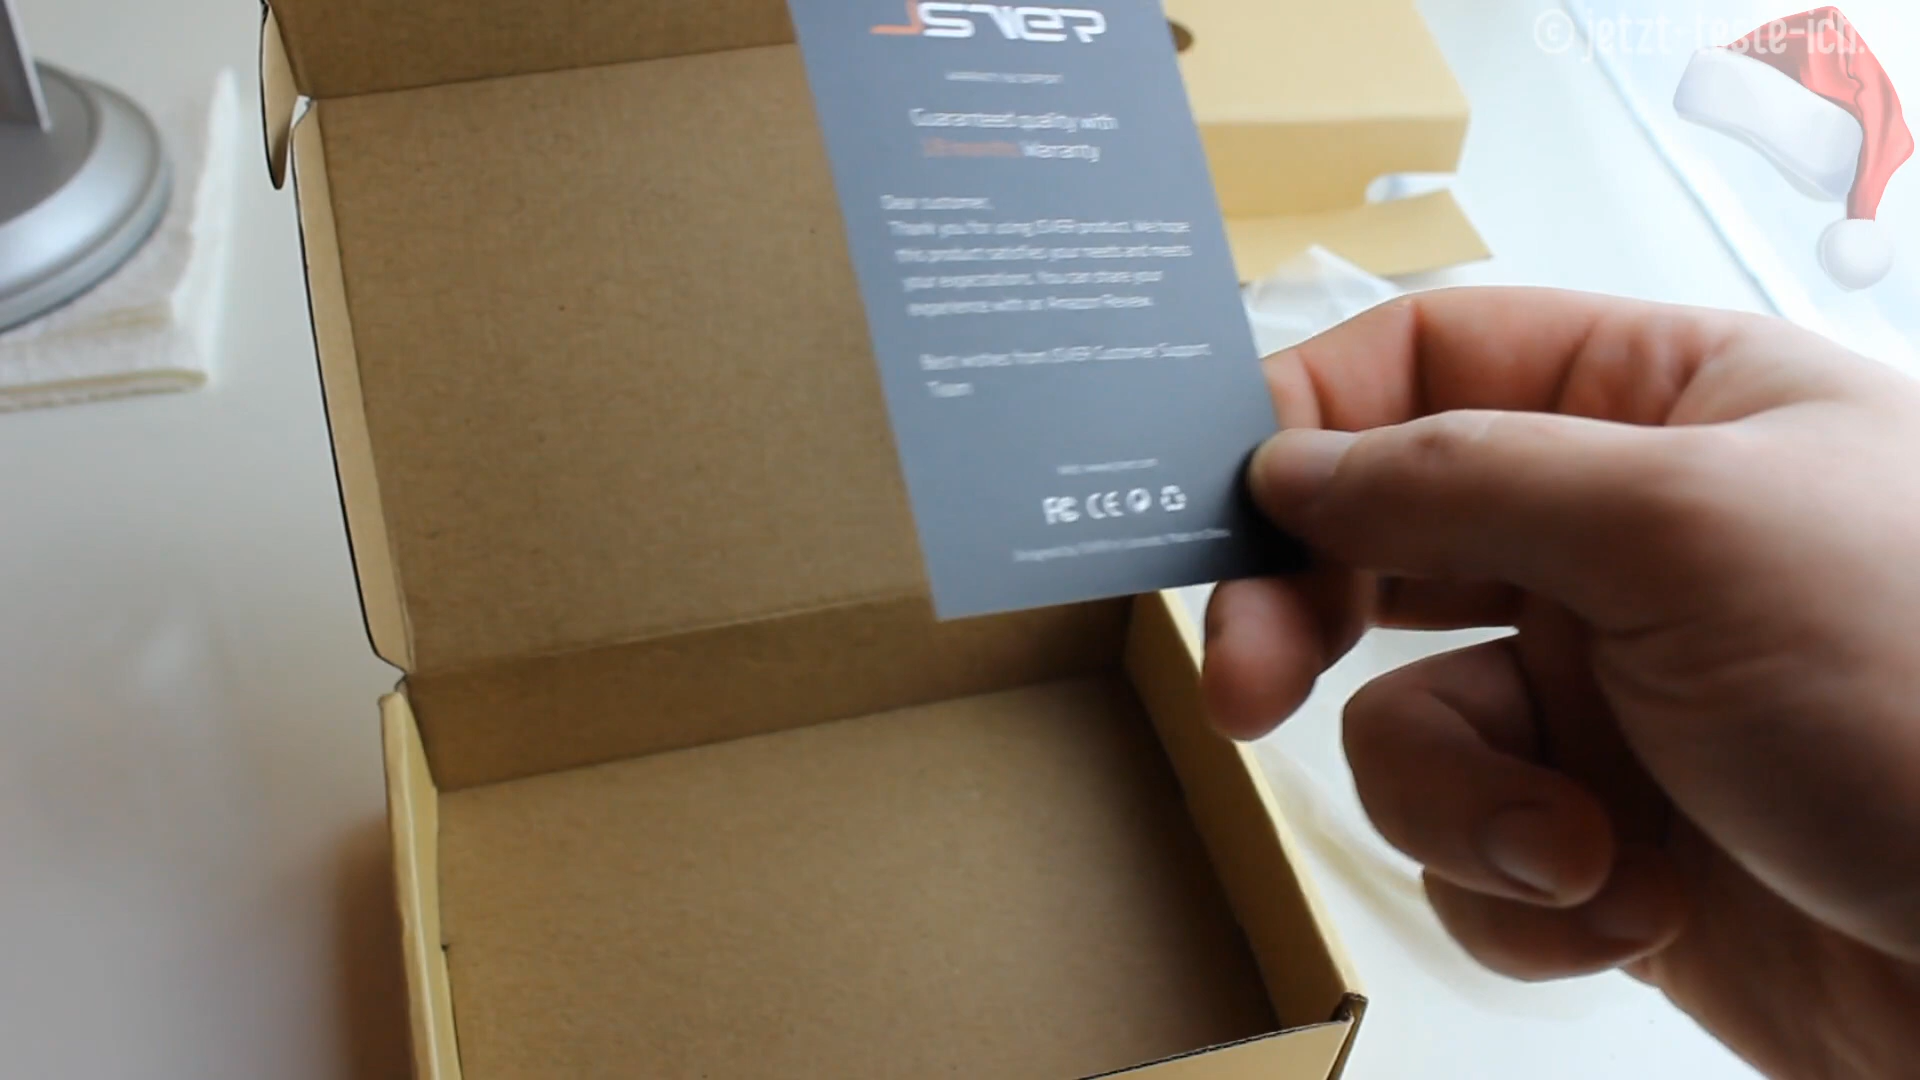 © jetzt-teste-ich.
JSVER
Guaranteed quality with
Warranty
Dear customer,
Thank you for using JSVER product. We hope
this product satisfies your needs and meets
your expectations. You can share your
experience with an Amazon Review.
Best wishes from JSVER Customer Support
Team
FC CE